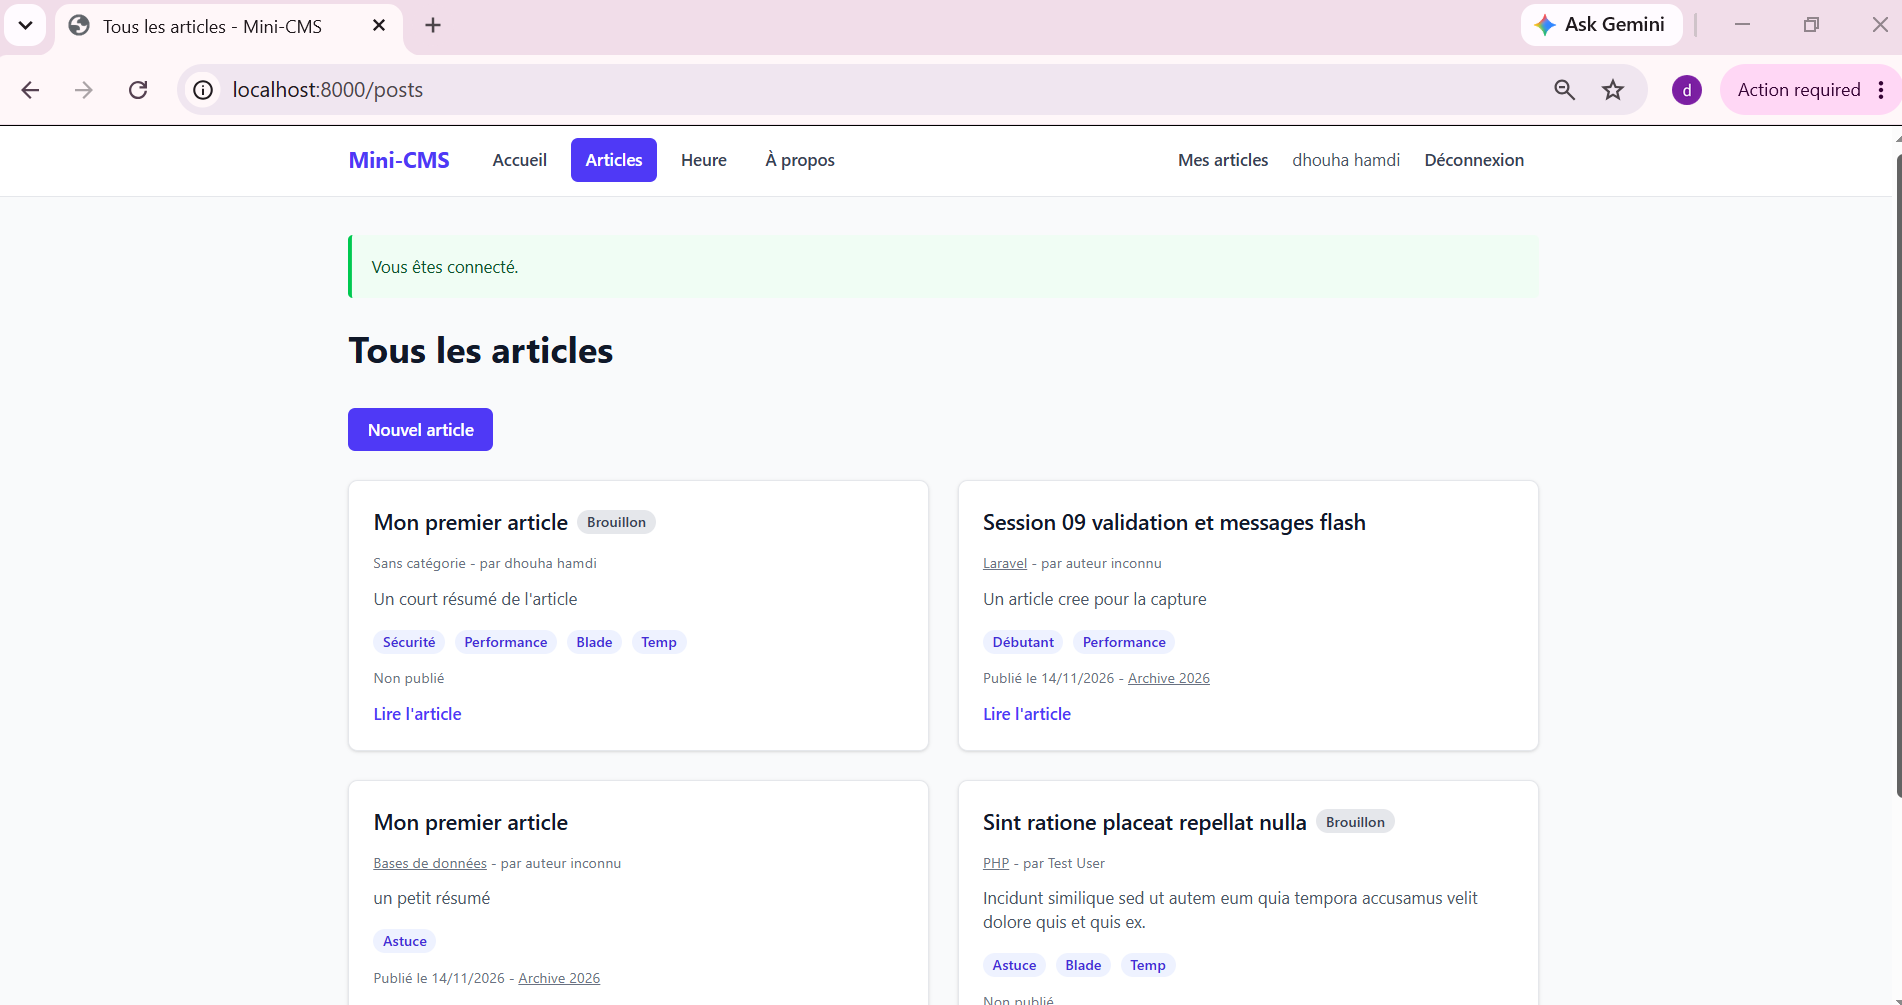 Tous les articles - Mini-CMS
Ask Gemini
localhost:8000/posts
d
Action required
Mini-CMS
Accueil
Articles
Heure
À propos
Mes articles
dhouha hamdi
Déconnexion
Vous êtes connecté.
Tous les articles
Nouvel article
Mon premier article Brouillon
Sans catégorie - par dhouha hamdi
Un court résumé de l'article
Sécurité Performance Blade Temp
Non publié
Lire l'article
Session 09 validation et messages flash
Laravel - par auteur inconnu
Un article cree pour la capture
Débutant Performance
Publié le 14/11/2026 - Archive 2026
Lire l'article
Mon premier article
Bases de données - par auteur inconnu
un petit résumé
Astuce
Publié le 14/11/2026 - Archive 2026
Sint ratione placeat repellat nulla Brouillon
PHP - par Test User
Incidunt similique sed ut autem eum quia tempora accusamus velit
dolore quis et quis ex.
Astuce Blade Temp
Non publié